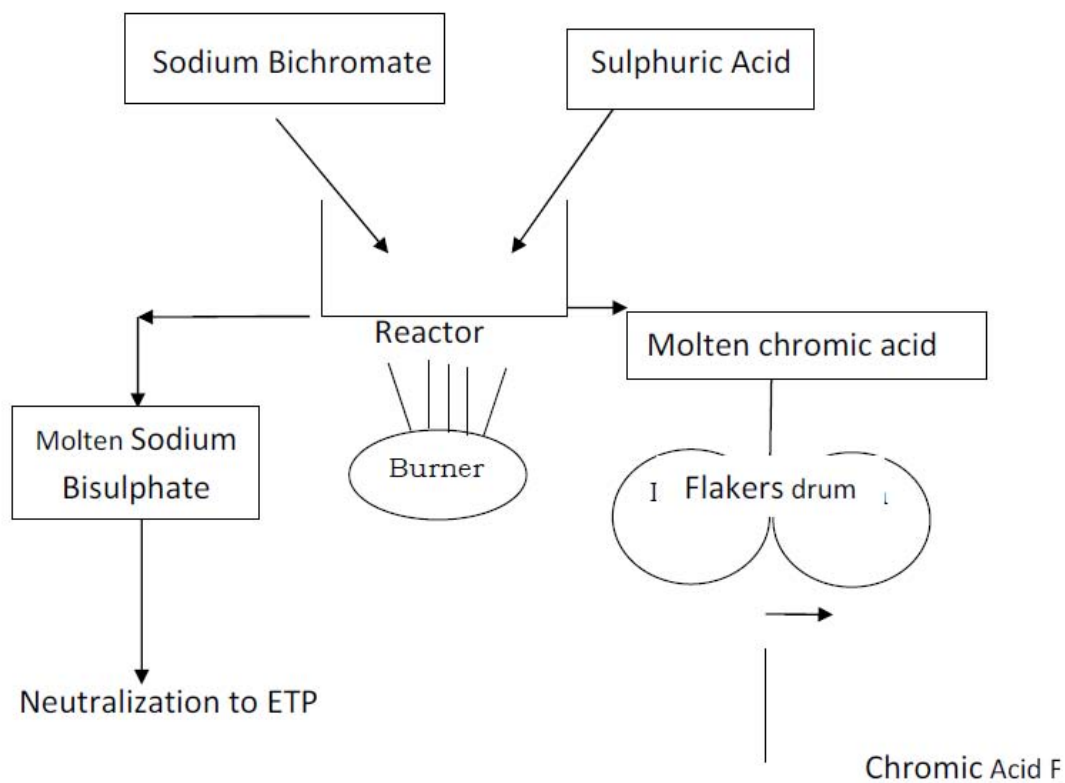 Sodium Bichromate
Sulphuric Acid
Reactor
Molten chromic acid
Molten Sodium
Bisulphate
Burner
I Flakers drum
Neutralization to ETP
Chromic Acid F